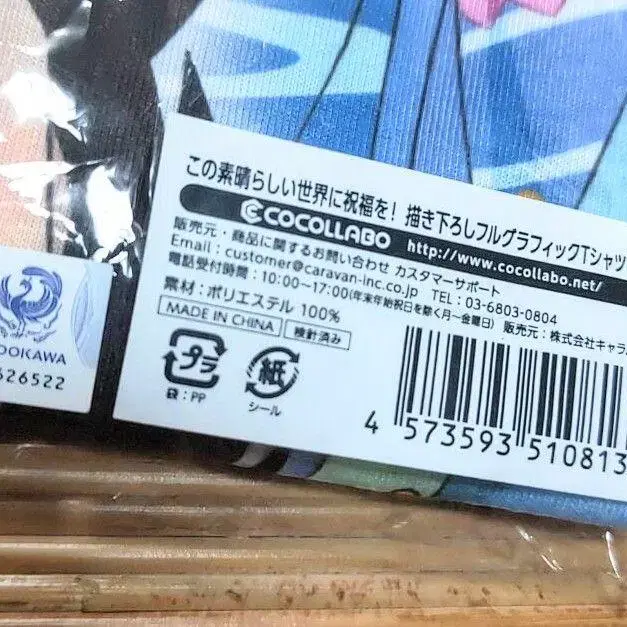 この素晴らしい世界に祝福を! 描き下ろしフルグラフィックTシャツ
COCOLLABO http://www.cocollabo.net/
販売元・商品に関するお問い合わせ カスタマーサポート
Email : customer@caravan-inc.co.jp TEL : 03-6803-0804
電話受付時間 : 10:00~17:00(年末年始祝日を除く月~金曜日) 販売元 : 株式会社キャラ
素材 : ポリエステル 100%
MADE IN CHINA 検針済み
プラ 紙
袋 : PP シール
4 573593 510813
DOKAWA
626522